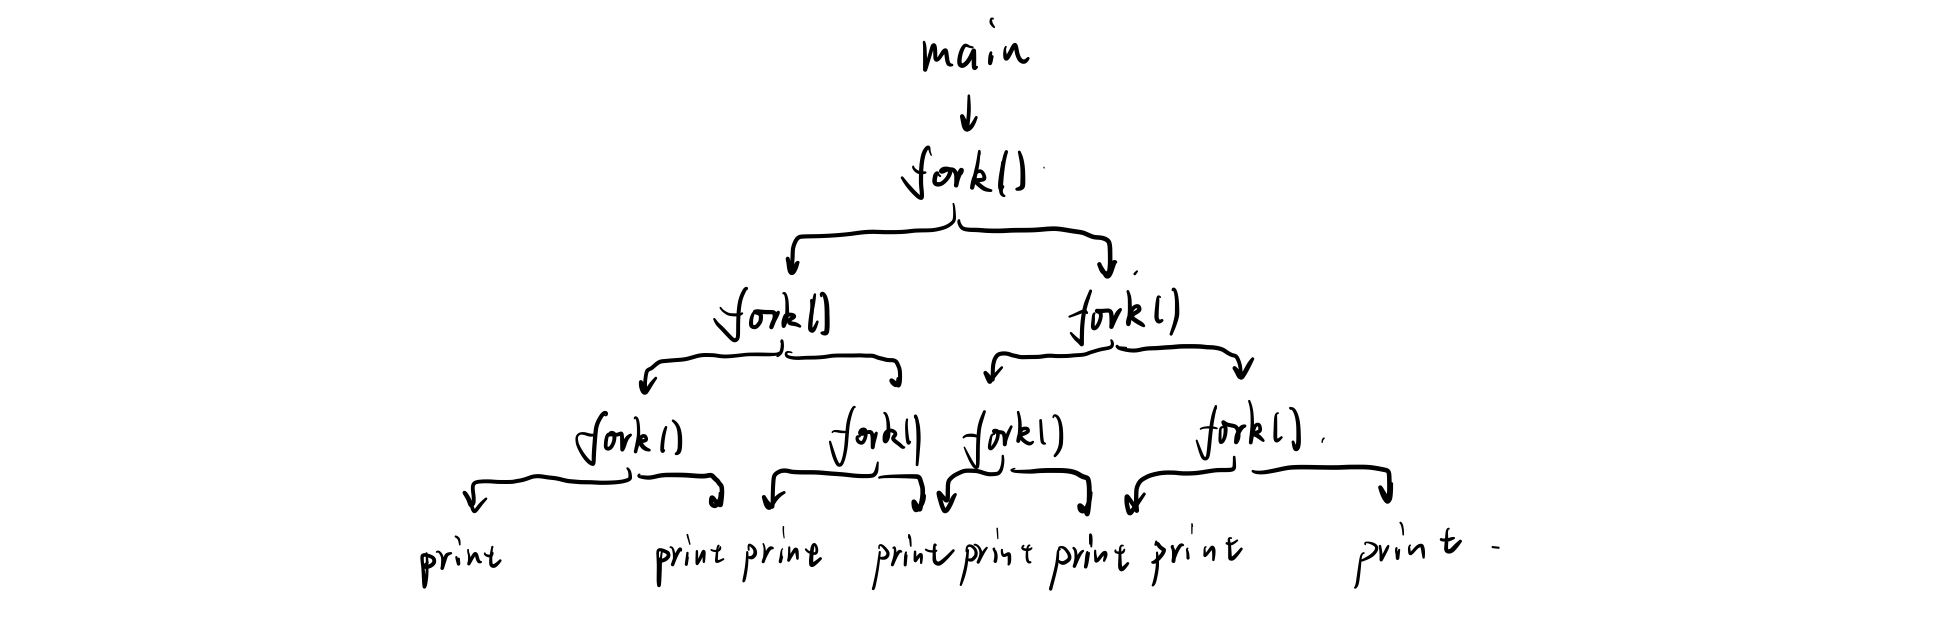 main
fork()
fork() fork()
fork() fork() fork() fork()
print print print print print print print print